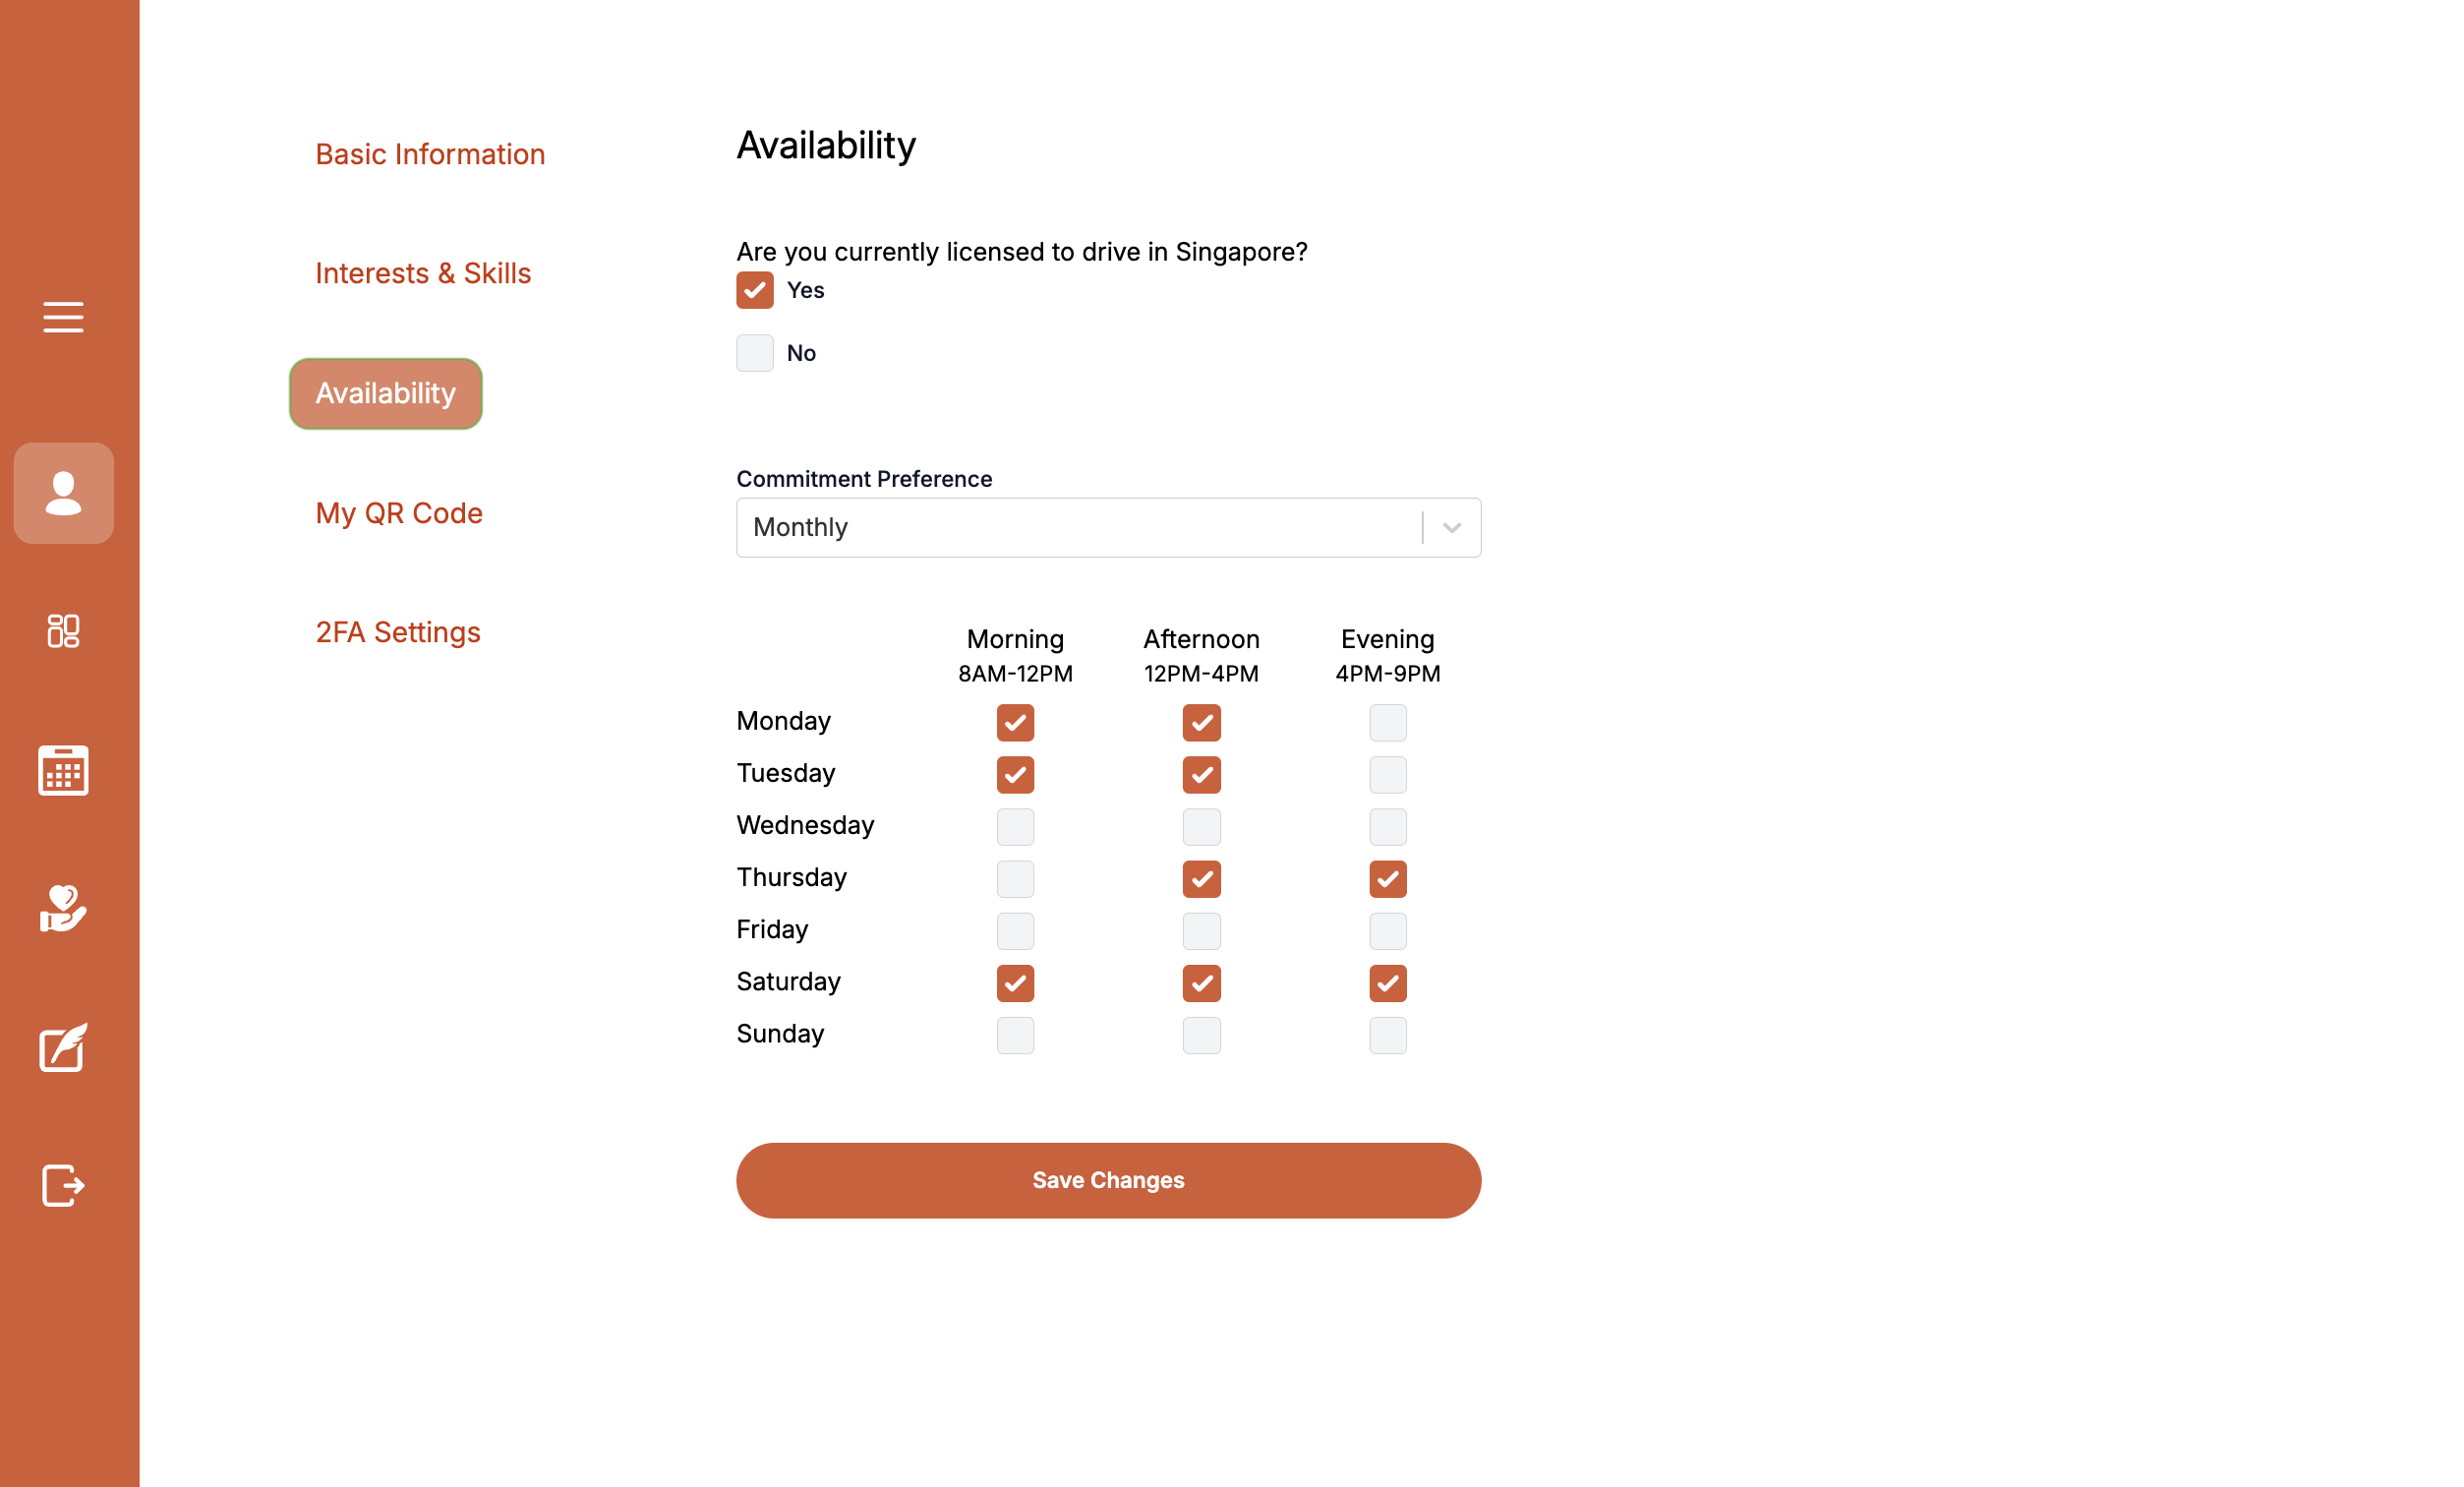 Basic Information
Interests & Skills
Availability
My QR Code
2FA Settings
Availability
Are you currently licensed to drive in Singapore?
Yes
No
Commitment Preference
Monthly
Morning Afternoon Evening
8AM-12PM 12PM-4PM 4PM-9PM
Monday
Tuesday
Wednesday
Thursday
Friday
Saturday
Sunday
Save Changes